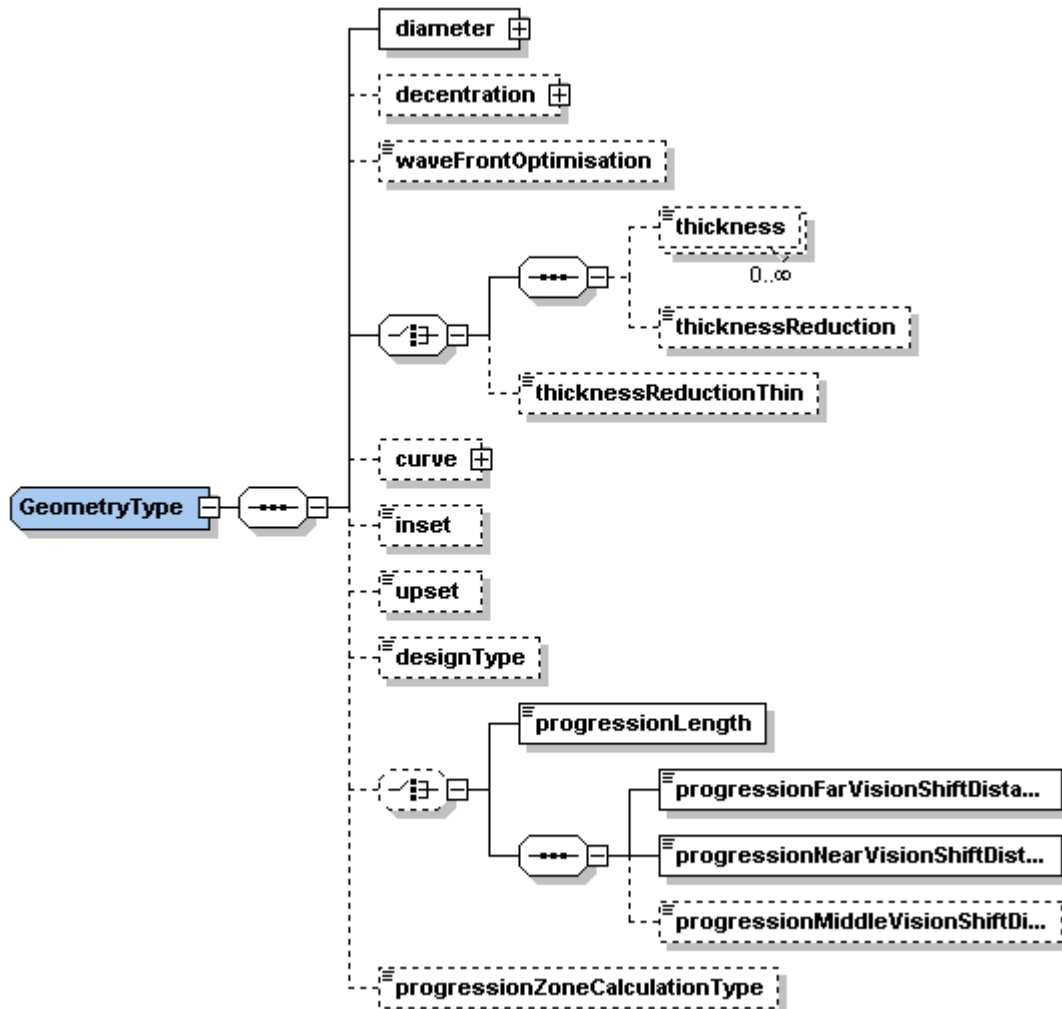 diameter
decentration
waveFrontOptimisation
thickness
0..∞
thicknessReduction
thicknessReductionThin
curve
GeometryType
inset
upset
designType
progressionLength
progressionFarVisionShiftDista...
progressionNearVisionShiftDist...
progressionMiddleVisionShiftDi...
progressionZoneCalculationType